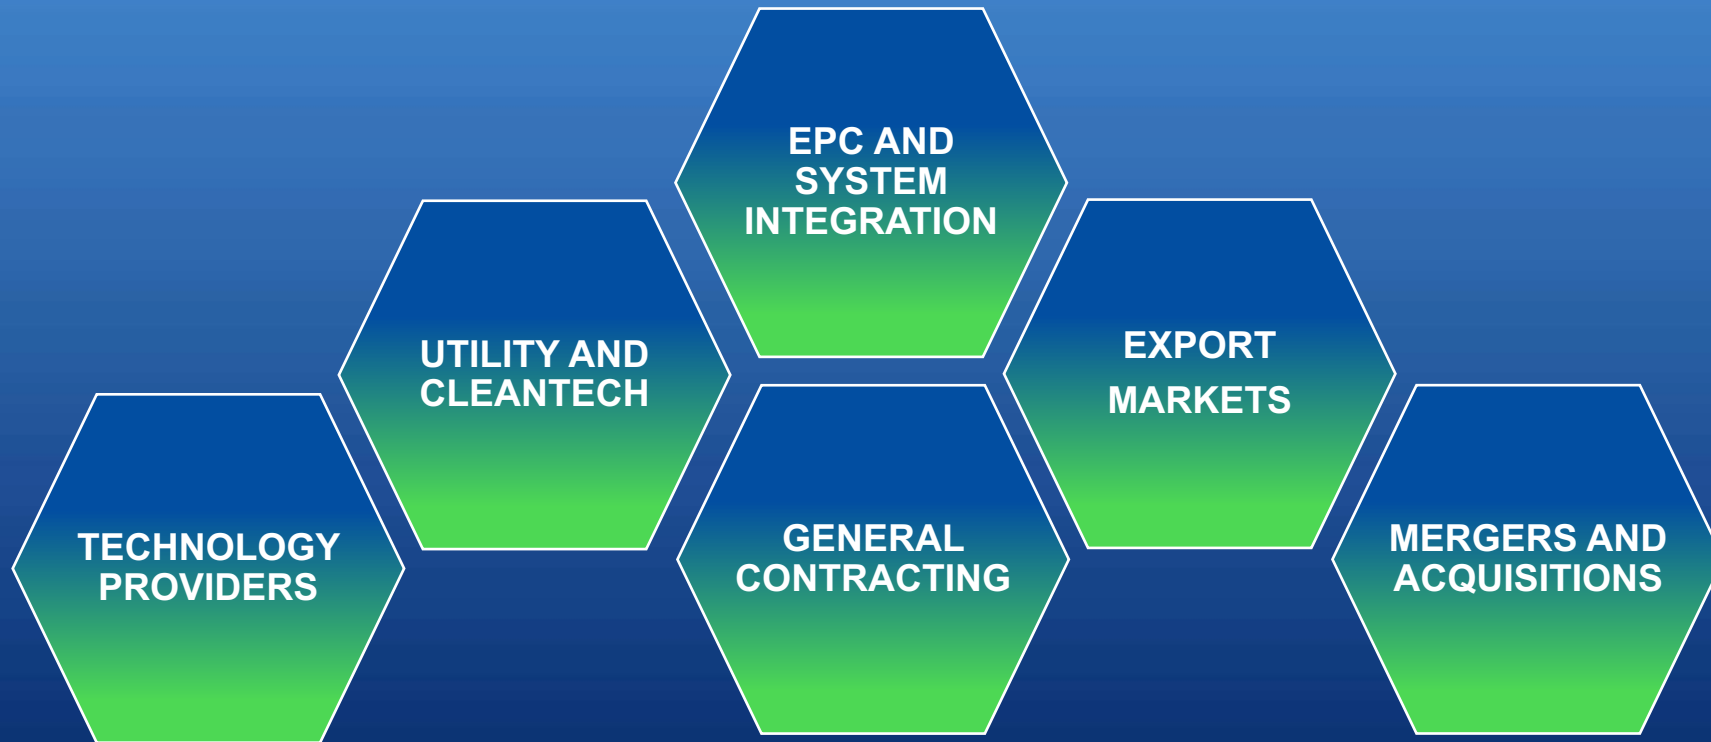 EPC AND
SYSTEM
INTEGRATION
UTILITY AND
CLEANTECH
EXPORT
MARKETS
TECHNOLOGY
PROVIDERS
GENERAL
CONTRACTING
MERGERS AND
ACQUISITIONS